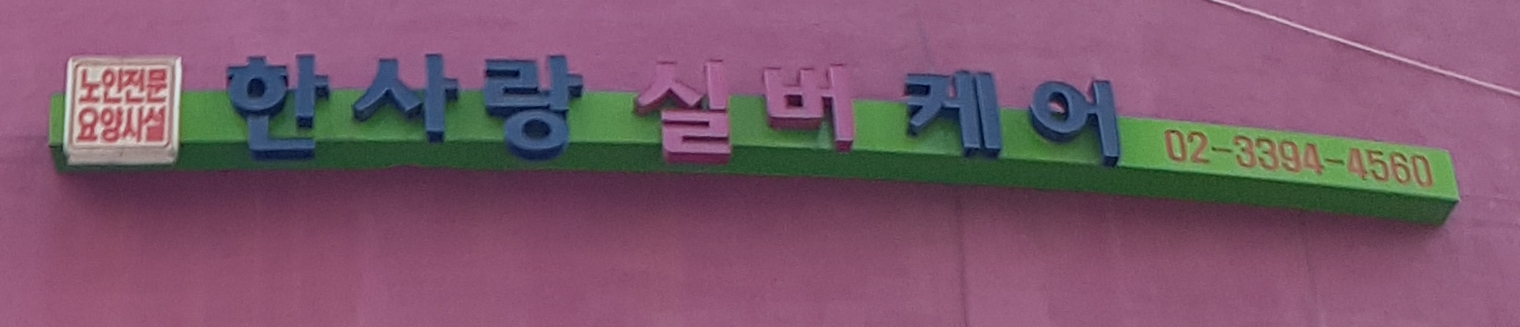 노인전문
요양시설
한사랑 실버 케어
02-3394-4560